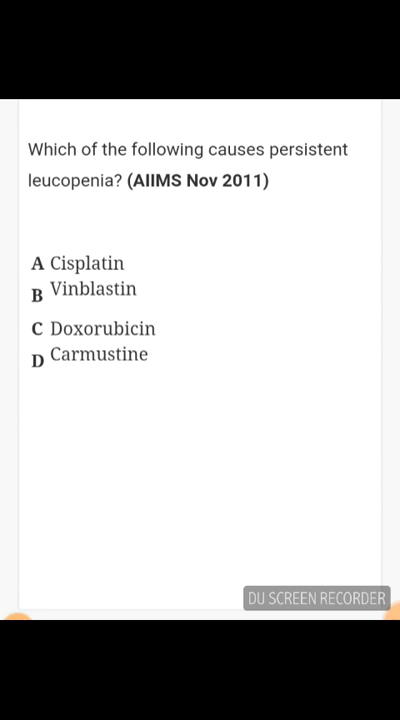 Which of the following causes persistent
leucopenia? (AIIMS Nov 2011)
A Cisplatin
B Vinblastin
C Doxorubicin
D Carmustine
DU SCREEN RECORDER